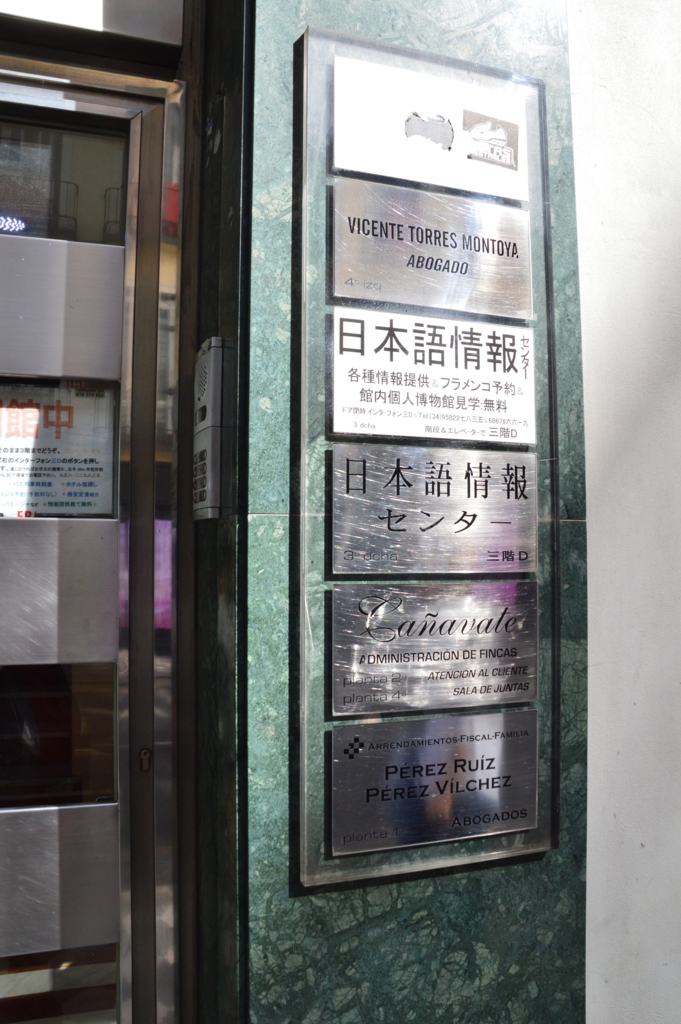 VICENTE TORRES MONTOYA
ABOGADO
4º izq
日本語情報センター
各種情報提供&フラメンコ予約&
館内個人博物館見学:無料
3 dcha
階段&エレベーターで 三階D
日本語情報
センター
3º dcha 三階D
Cañavate
ADMINISTRACIÓN DE FINCAS
planta 2ª ATENCION AL CLIENTE
planta 4ª SALA DE JUNTAS
ARRENDAMIENTOS-FISCAL-FAMILIA
PÉREZ RUÍZ
PÉREZ VÍLCHEZ
ABOGADOS
planta 1
館中